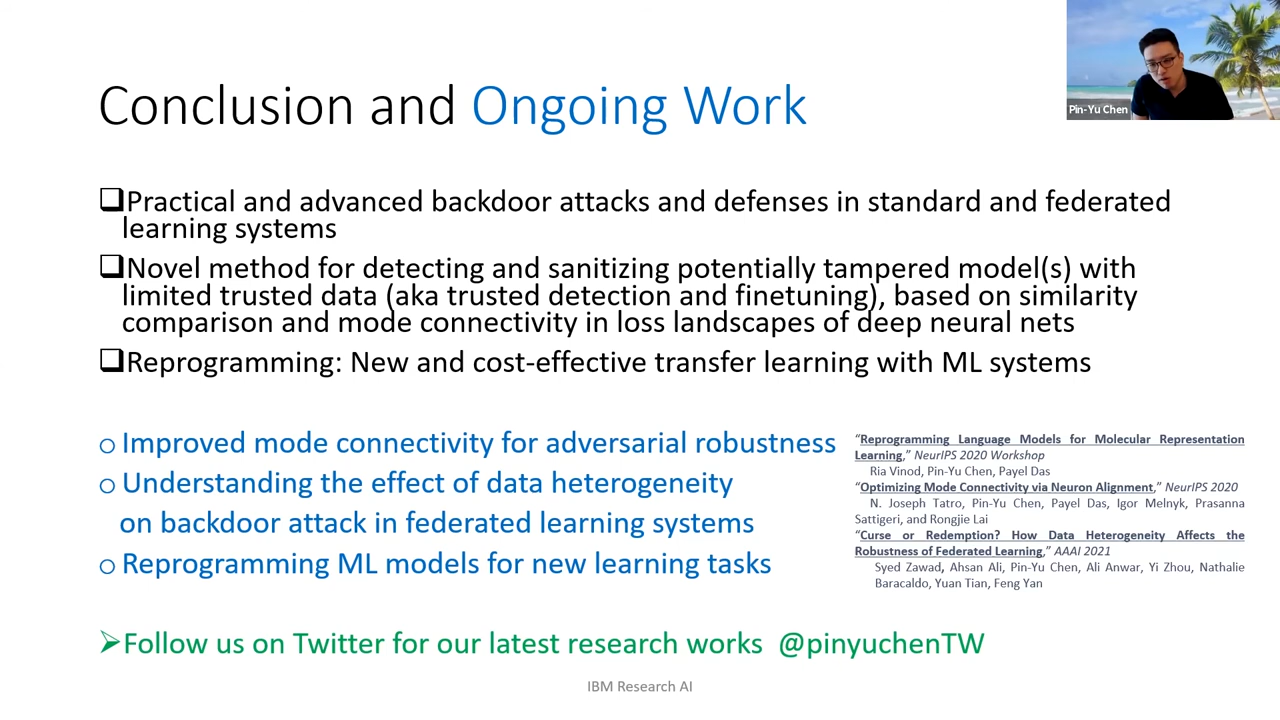 Conclusion and Ongoing Work
Pin-Yu Chen
❑Practical and advanced backdoor attacks and defenses in standard and federated
learning systems
❑Novel method for detecting and sanitizing potentially tampered model(s) with
limited trusted data (aka trusted detection and finetuning), based on similarity
comparison and mode connectivity in loss landscapes of deep neural nets
❑Reprogramming: New and cost-effective transfer learning with ML systems
o Improved mode connectivity for adversarial robustness
o Understanding the effect of data heterogeneity
on backdoor attack in federated learning systems
o Reprogramming ML models for new learning tasks
“Reprogramming Language Models for Molecular Representation
Learning,” NeurIPS 2020 Workshop
Ria Vinod, Pin-Yu Chen, Payel Das
“Optimizing Mode Connectivity via Neuron Alignment,” NeurIPS 2020
N. Joseph Tatro, Pin-Yu Chen, Payel Das, Igor Melnyk, Prasanna
Sattigeri, and Rongjie Lai
“Curse or Redemption? How Data Heterogeneity Affects the
Robustness of Federated Learning,” AAAI 2021
Syed Zawad, Ahsan Ali, Pin-Yu Chen, Ali Anwar, Yi Zhou, Nathalie
Baracaldo, Yuan Tian, Feng Yan
➢Follow us on Twitter for our latest research works @pinyuchenTW
IBM Research AI